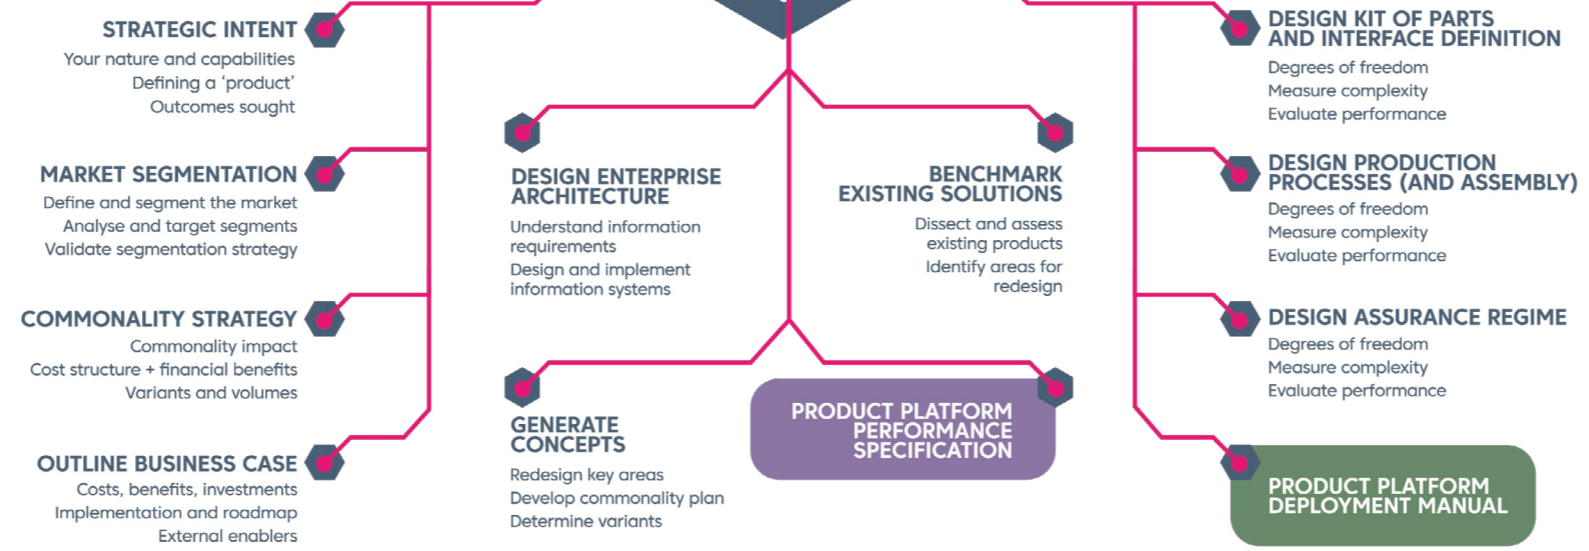 STRATEGIC INTENT
Your nature and capabilities
Defining a ‘product’
Outcomes sought
MARKET SEGMENTATION
Define and segment the market
Analyse and target segments
Validate segmentation strategy
COMMONALITY STRATEGY
Commonality impact
Cost structure + financial benefits
Variants and volumes
OUTLINE BUSINESS CASE
Costs, benefits, investments
Implementation and roadmap
External enablers
DESIGN ENTERPRISE
ARCHITECTURE
Understand information
requirements
Design and implement
information systems
BENCHMARK
EXISTING SOLUTIONS
Dissect and assess
existing products
Identify areas for
redesign
GENERATE
CONCEPTS
Redesign key areas
Develop commonality plan
Determine variants
PRODUCT PLATFORM
PERFORMANCE
SPECIFICATION
DESIGN KIT OF PARTS
AND INTERFACE DEFINITION
Degrees of freedom
Measure complexity
Evaluate performance
DESIGN PRODUCTION
PROCESSES (AND ASSEMBLY)
Degrees of freedom
Measure complexity
Evaluate performance
DESIGN ASSURANCE REGIME
Degrees of freedom
Measure complexity
Evaluate performance
PRODUCT PLATFORM
DEPLOYMENT MANUAL